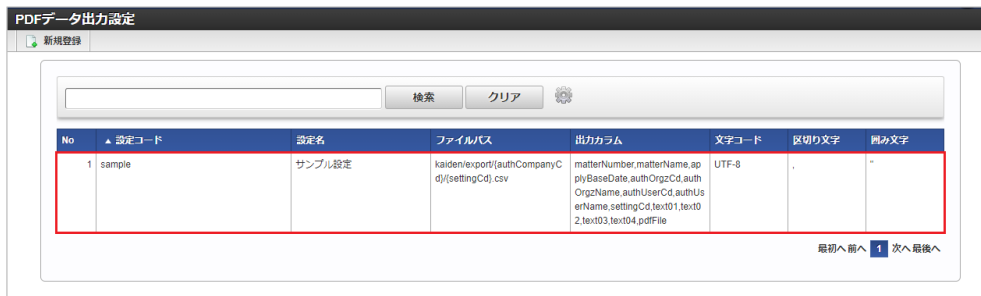 PDFデータ出力設定
新規登録
検索 クリア
No ▲ 設定コード 設定名 ファイルパス 出力カラム 文字コード 区切り文字 囲み文字
1 sample サンプル設定 kaiden/export/{authCompanyC matterNumber,matterName,ap UTF-8 , "
d}/{settingCd}.csv plyBaseDate,authOrgzCd,auth
OrgzName,authUserCd,authUs
erName,settingCd,text01,text0
2,text03,text04,pdfFile
最初へ 前へ 1 次へ 最後へ